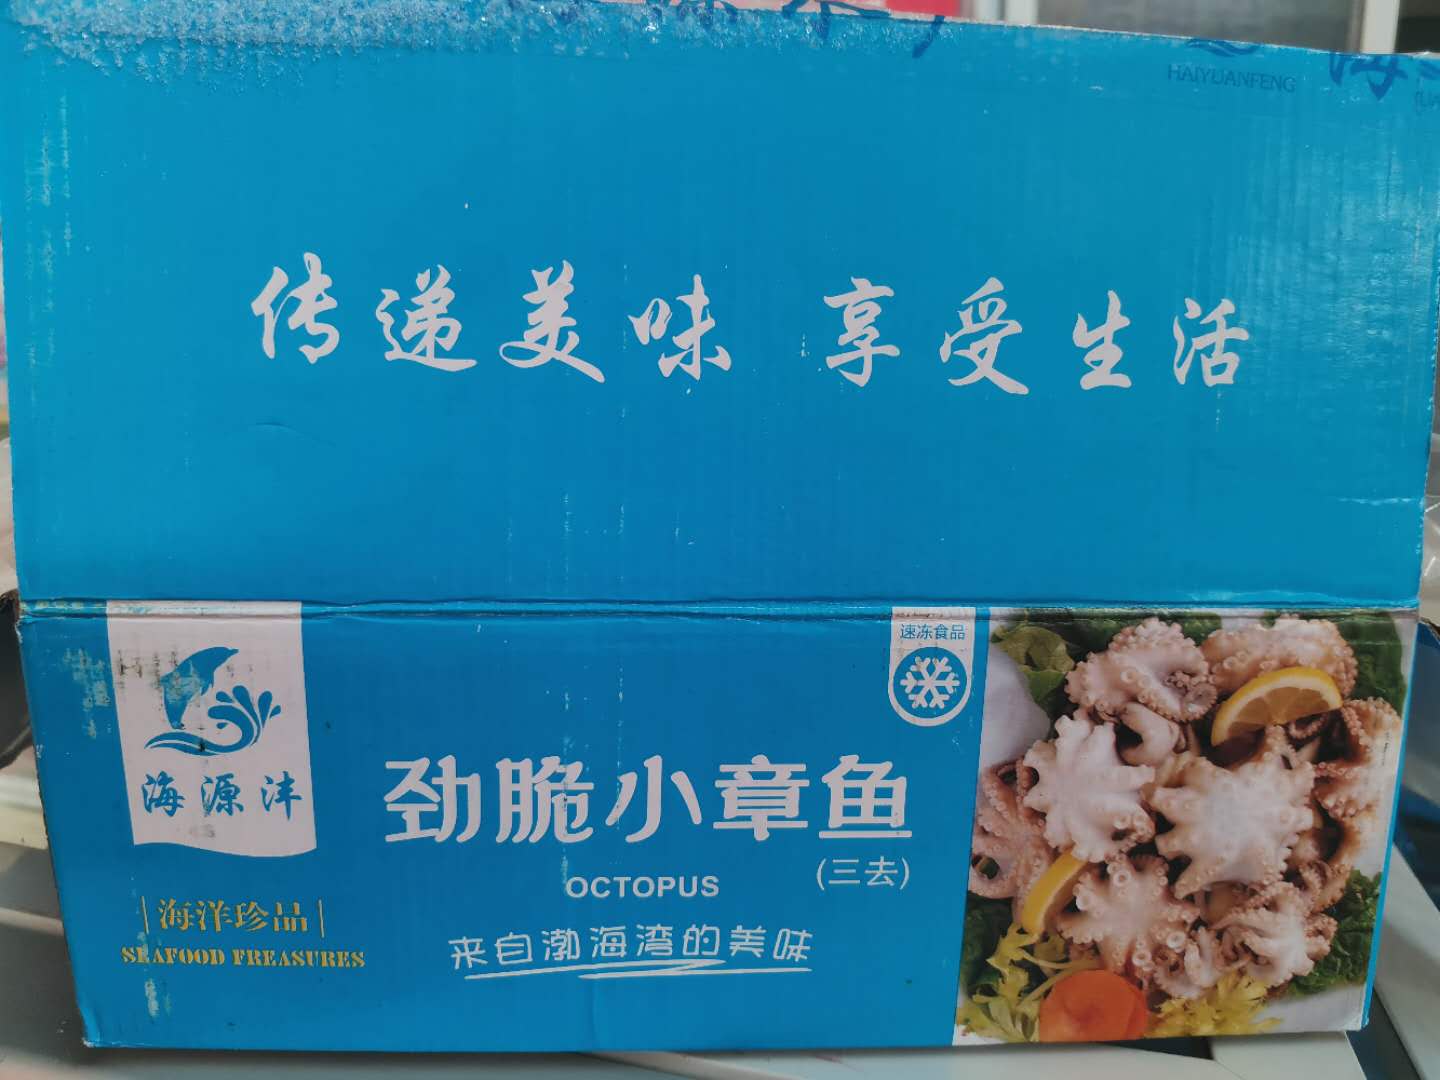 HAIYUANFENG
传递美味 享受生活
速冻食品
海源沣
劲脆小章鱼
(三去)
OCTOPUS
海洋珍品
SEAFOOD FREASURES
来自渤海湾的美味